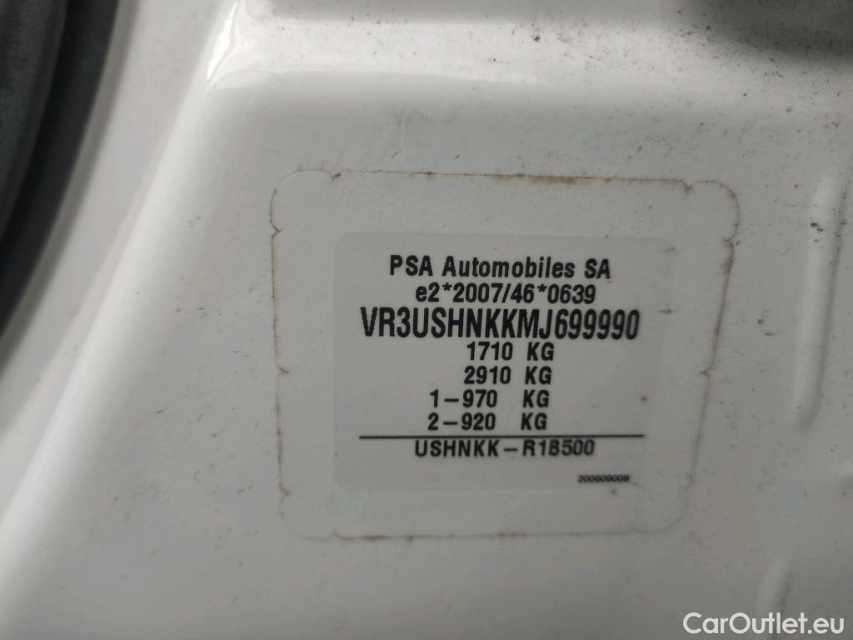 PSA Automobiles SA
e2*2007/46*0639
VR3USHNKKMJ699990
1710 KG
2910 KG
1-970 KG
2-920 KG
USHNKK-R1B500
CarOutlet.eu